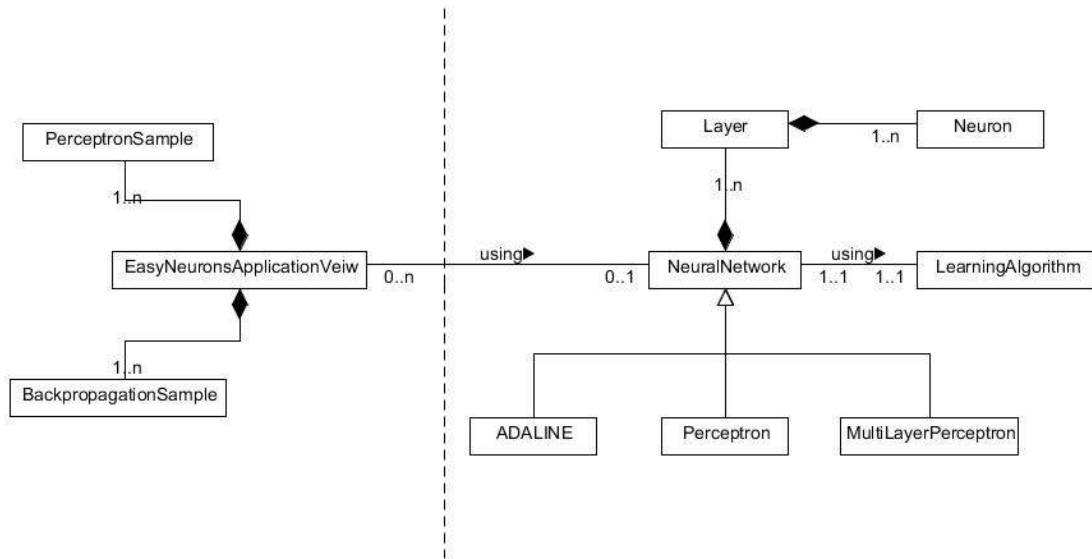 PerceptronSample
Layer
Neuron
1..n
1..n
1..n
EasyNeuronsApplicationVeiw
using
NeuralNetwork
using
LearningAlgorithm
0..n
0..1
1..1
1..1
1..n
BackpropagationSample
ADALINE
Perceptron
MultiLayerPerceptron